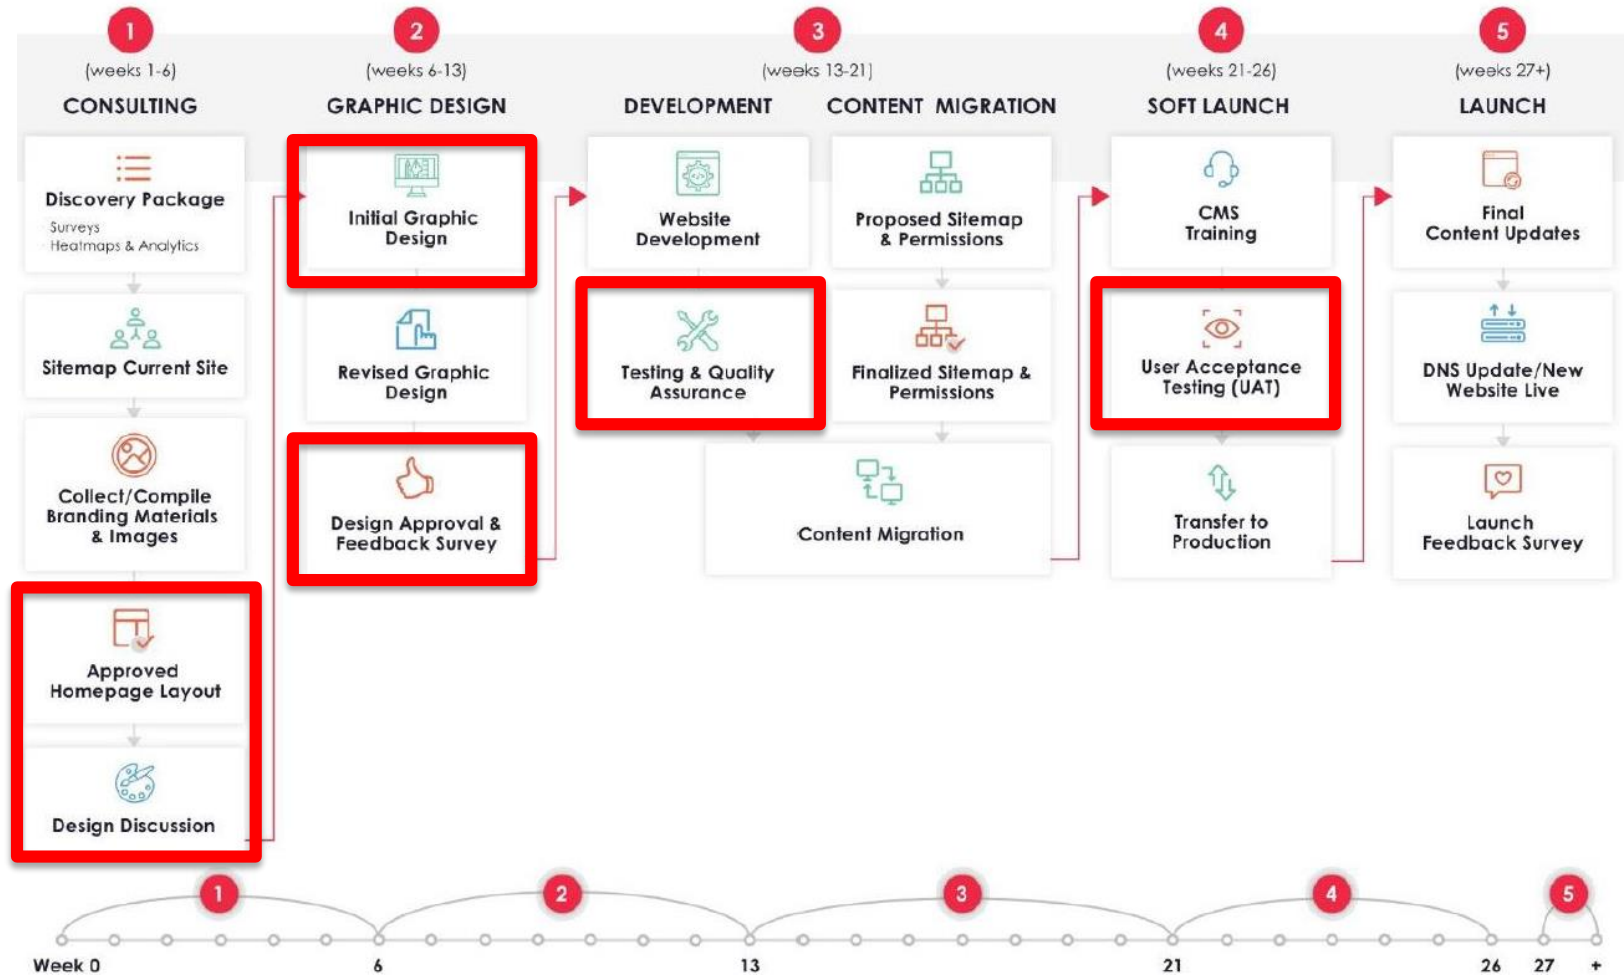 1
2
3
4
5
(weeks 1-6)
(weeks 6-13)
(weeks 13-21)
(weeks 21-26)
(weeks 27+)
CONSULTING
GRAPHIC DESIGN
DEVELOPMENT
CONTENT MIGRATION
SOFT LAUNCH
LAUNCH
Discovery Package
Surveys
Heatmaps & Analytics
Sitemap Current Site
Collect/Compile
Branding Materials
& Images
Approved
Homepage Layout
Design Discussion
Initial Graphic
Design
Revised Graphic
Design
Design Approval &
Feedback Survey
Website
Development
Testing & Quality
Assurance
Proposed Sitemap
& Permissions
Finalized Sitemap &
Permissions
Content Migration
CMS
Training
User Acceptance
Testing (UAT)
Transfer to
Production
Final
Content Updates
DNS Update/New
Website Live
Launch
Feedback Survey
1
2
3
4
5
Week 0
6
13
21
26
27
+